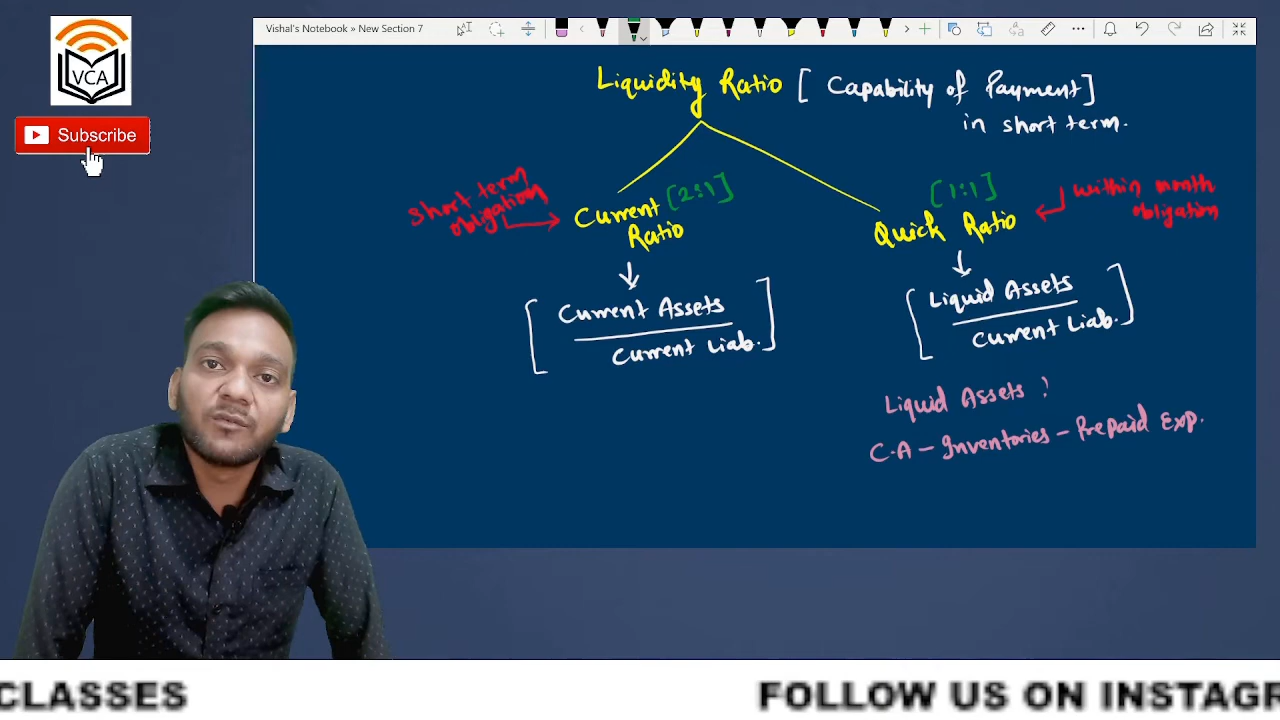 VCA
Subscribe
Vishal's Notebook » New Section 7
Liquidity Ratio [ Capability of Payment ]
in short term.
short term
obligation
Current [2:1]
Ratio
[1:1]
Quick Ratio
within month
obligation
[ Current Assets
Current Liab. ]
[ Liquid Assets
Current Liab. ]
Liquid Assets :
C.A – Inventories – Prepaid Exp.
CLASSES
FOLLOW US ON INSTAGR